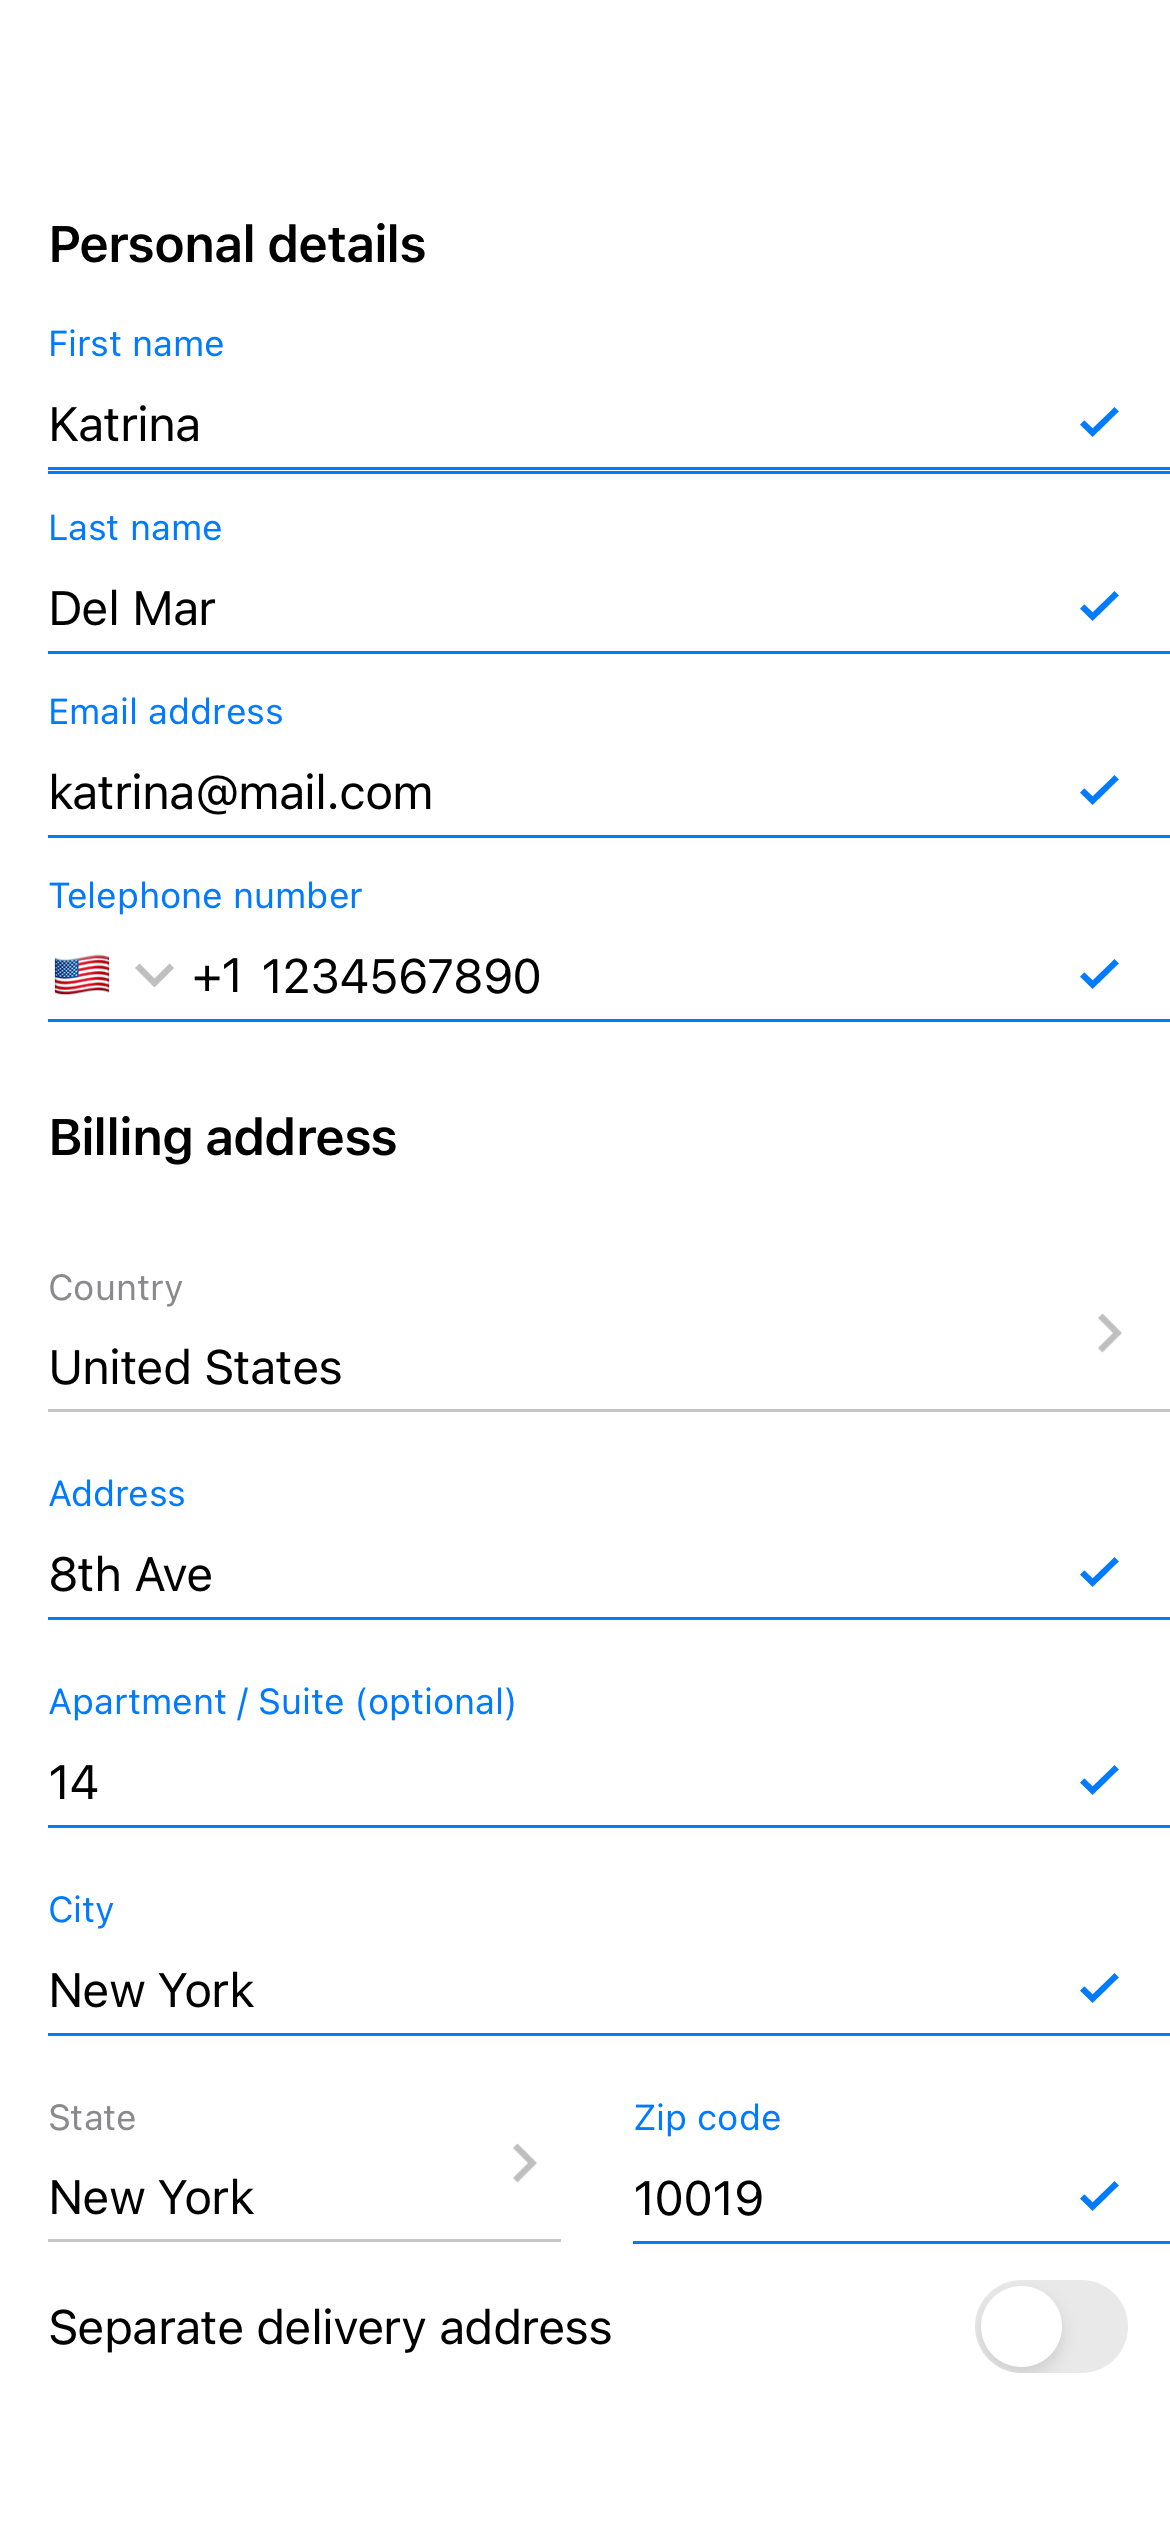 Personal details
First name
Katrina
Last name
Del Mar
Email address
katrina@mail.com
Telephone number
+1 1234567890
Billing address
Country
United States
Address
8th Ave
Apartment / Suite (optional)
14
City
New York
State
Zip code
New York
10019
Separate delivery address